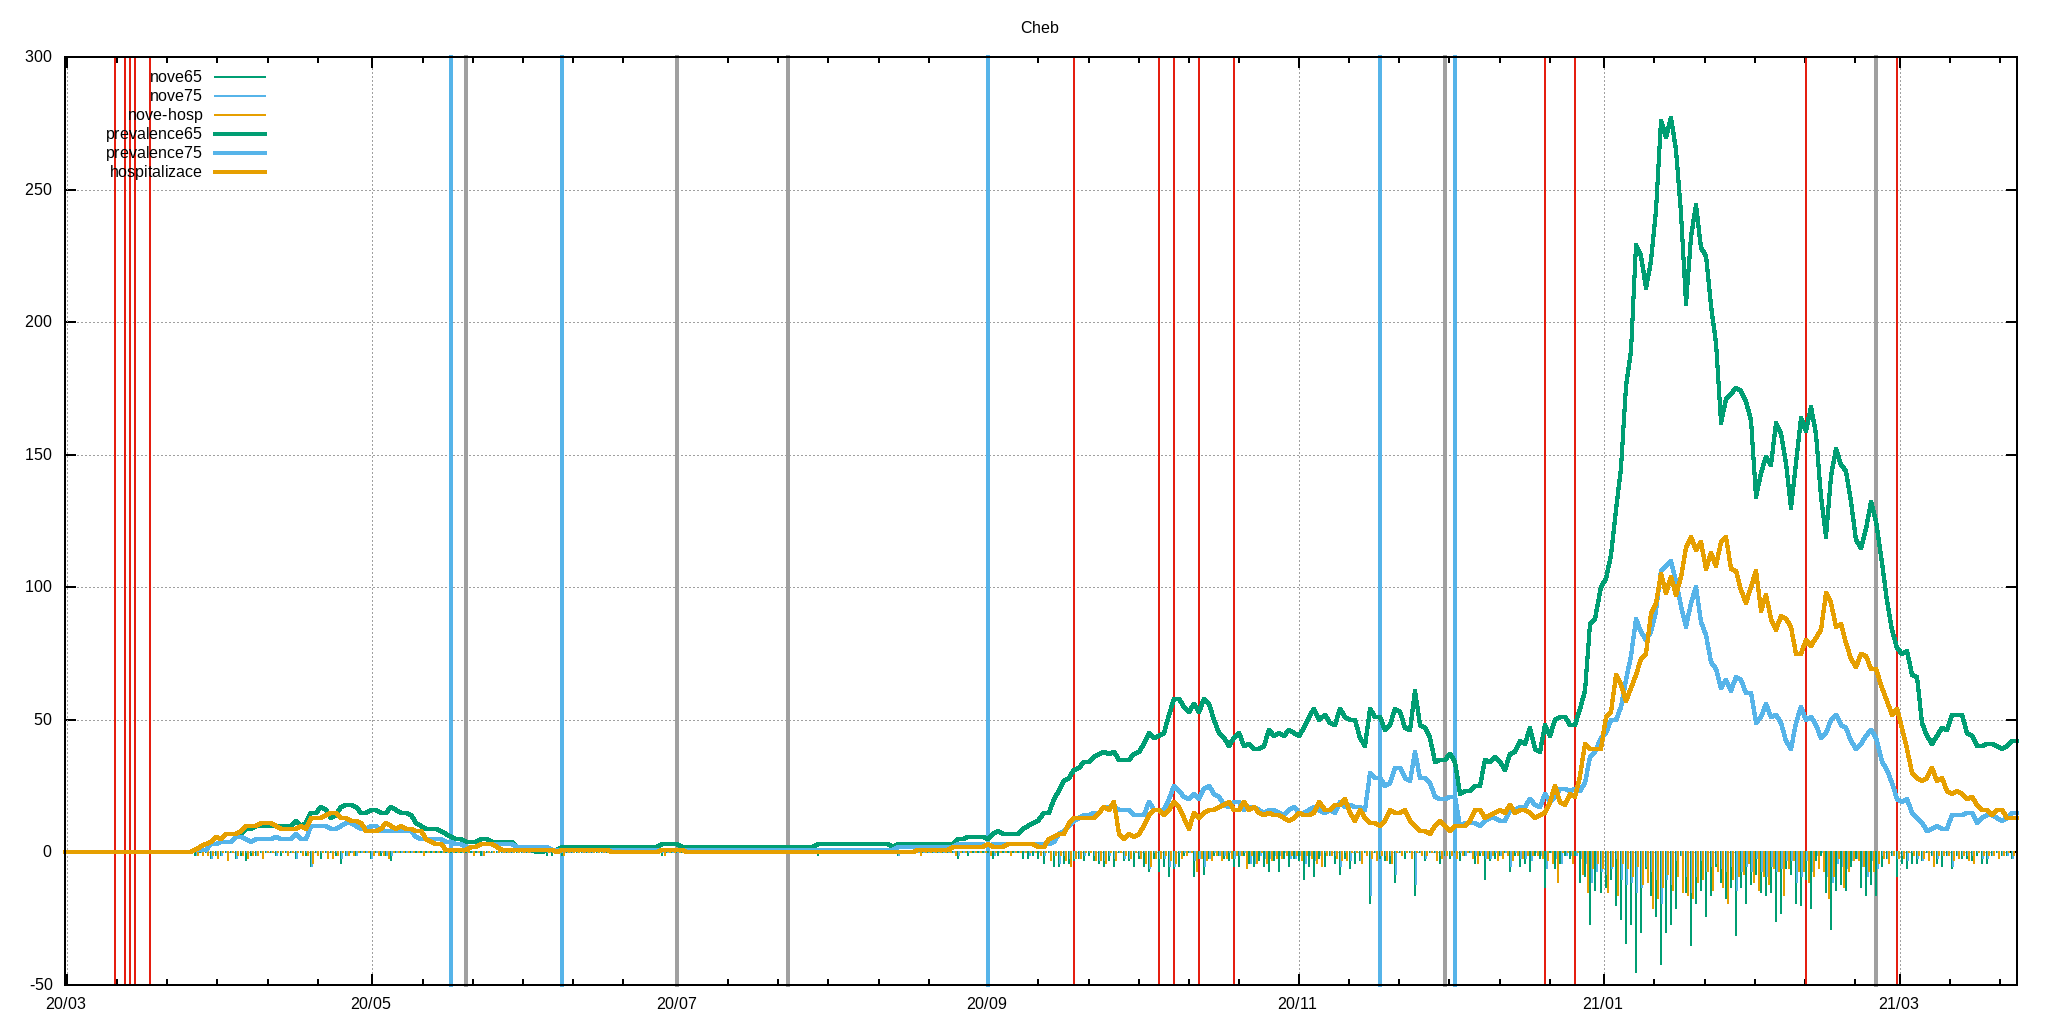 Cheb
300
nove65
nove75
nove-hosp
prevalence65
prevalence75
hospitalizace
250
200
150
100
50
0
-50
20/03 20/05 20/07 20/09 20/11 21/01 21/03